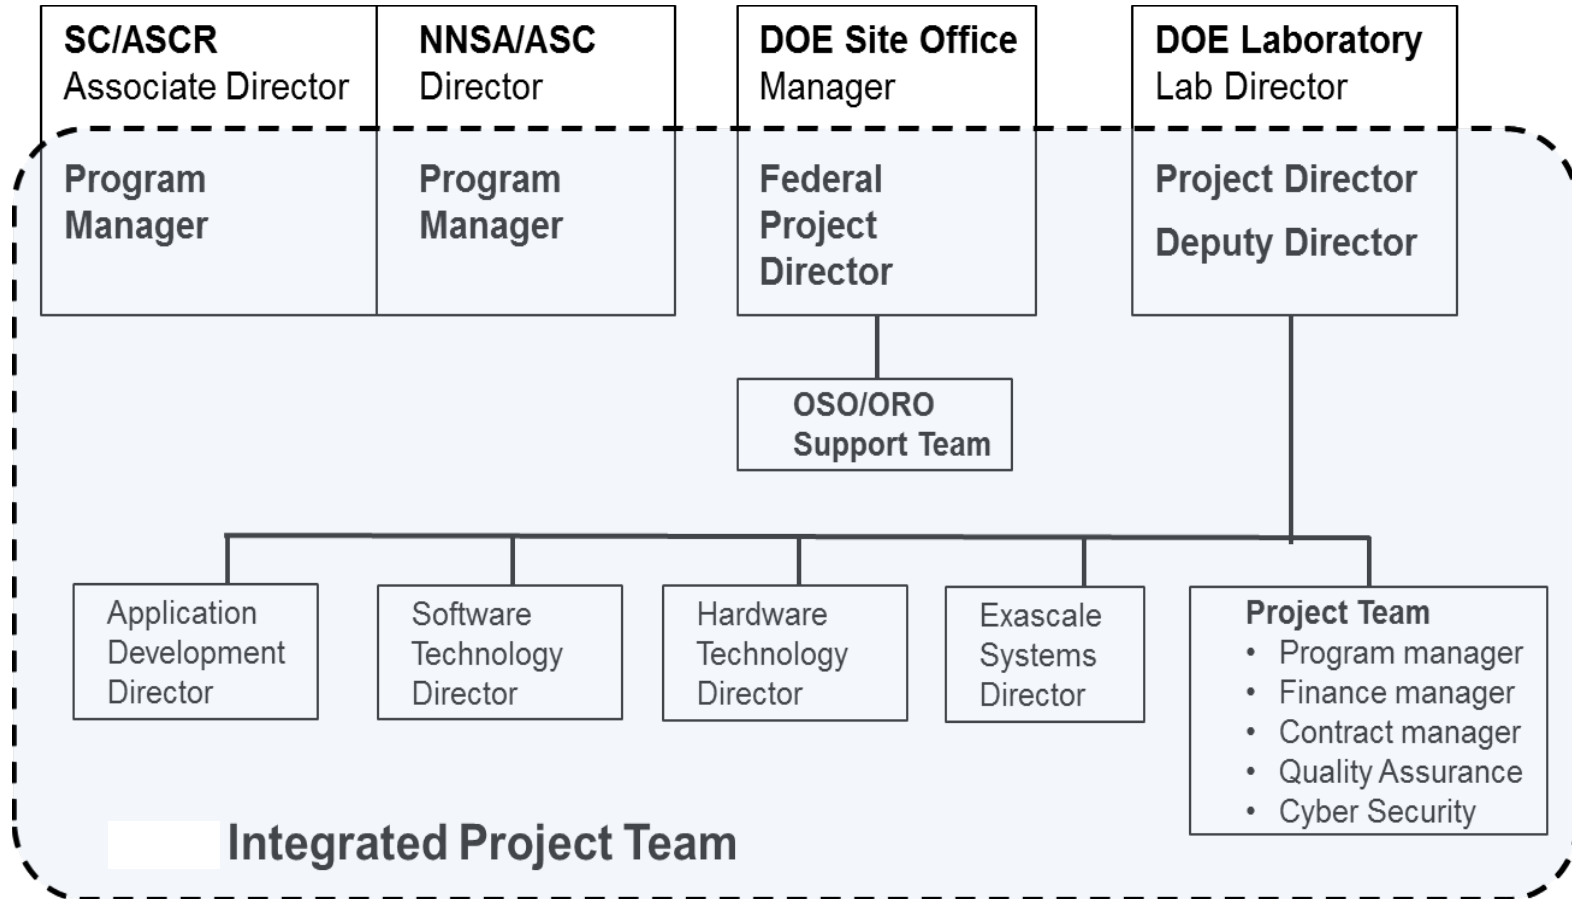 SC/ASCR
Associate Director
NNSA/ASC
Director
DOE Site Office
Manager
DOE Laboratory
Lab Director
Program
Manager
Program
Manager
Federal
Project
Director
Project Director
Deputy Director
OSO/ORO
Support Team
Application
Development
Director
Software
Technology
Director
Hardware
Technology
Director
Exascale
Systems
Director
Project Team
• Program manager
• Finance manager
• Contract manager
• Quality Assurance
• Cyber Security
Integrated Project Team